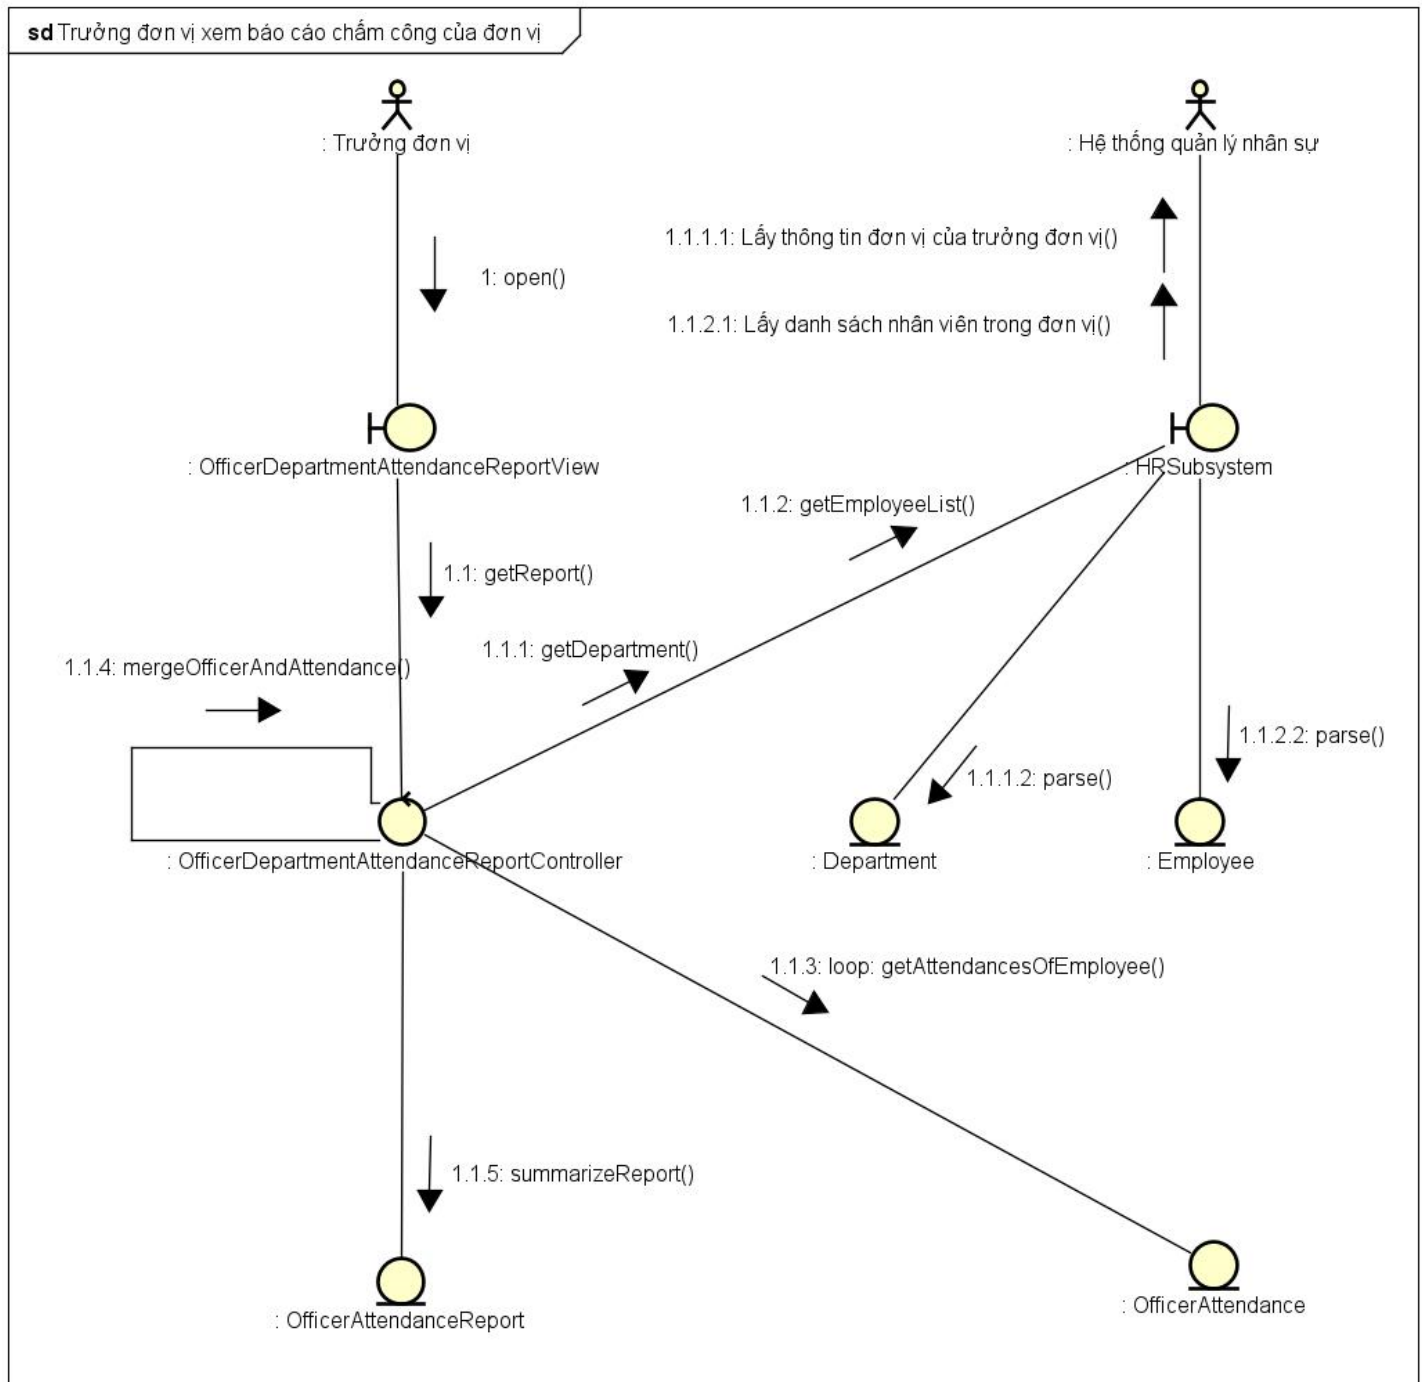 sd Trưởng đơn vị xem báo cáo chấm công của đơn vị
: Trưởng đơn vị
: Hệ thống quản lý nhân sự
1.1.1.1: Lấy thông tin đơn vị của trưởng đơn vị()
1: open()
1.1.2.1: Lấy danh sách nhân viên trong đơn vị()
: OfficerDepartmentAttendanceReportView
: HRSubsystem
1.1.2: getEmployeeList()
1.1: getReport()
1.1.1: getDepartment()
1.1.4: mergeOfficerAndAttendance()
1.1.2.2: parse()
1.1.1.2: parse()
: OfficerDepartmentAttendanceReportController
: Department
: Employee
1.1.3: loop: getAttendancesOfEmployee()
1.1.5: summarizeReport()
: OfficerAttendance
: OfficerAttendanceReport